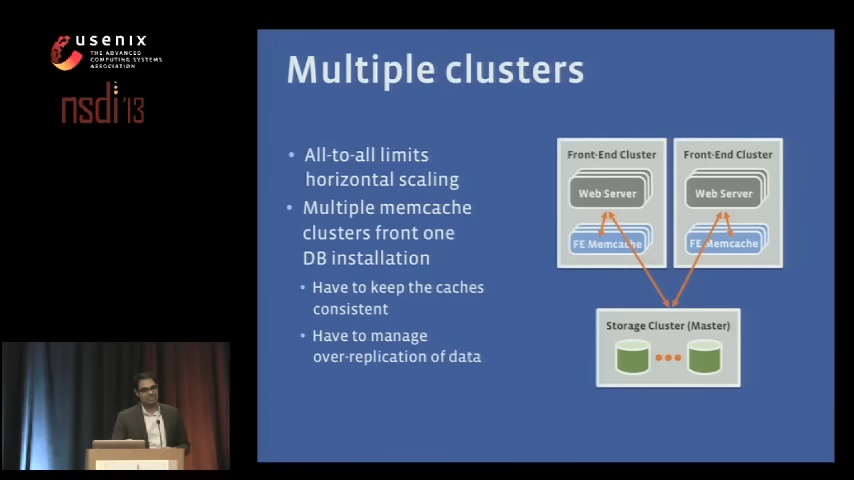 usenix
THE ADVANCED
COMPUTING SYSTEMS
ASSOCIATION
nsdi '13
Multiple clusters
• All-to-all limits
horizontal scaling
• Multiple memcache
clusters front one
DB installation
• Have to keep the caches
consistent
• Have to manage
over-replication of data
Front-End Cluster
Web Server
FE Memcache
Front-End Cluster
Web Server
FE Memcache
Storage Cluster (Master)